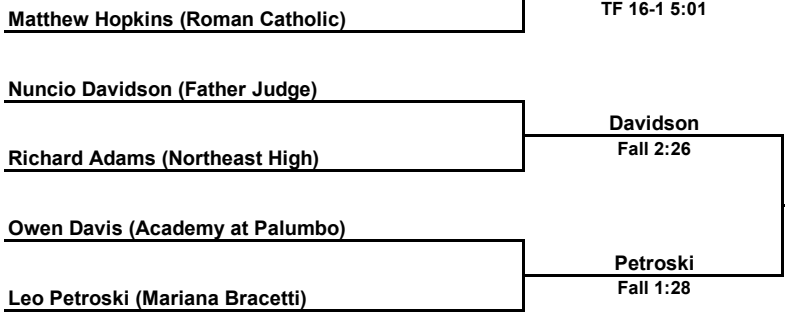 TF 16-1 5:01
Matthew Hopkins (Roman Catholic)
Nuncio Davidson (Father Judge)
Davidson
Fall 2:26
Richard Adams (Northeast High)
Owen Davis (Academy at Palumbo)
Petroski
Fall 1:28
Leo Petroski (Mariana Bracetti)